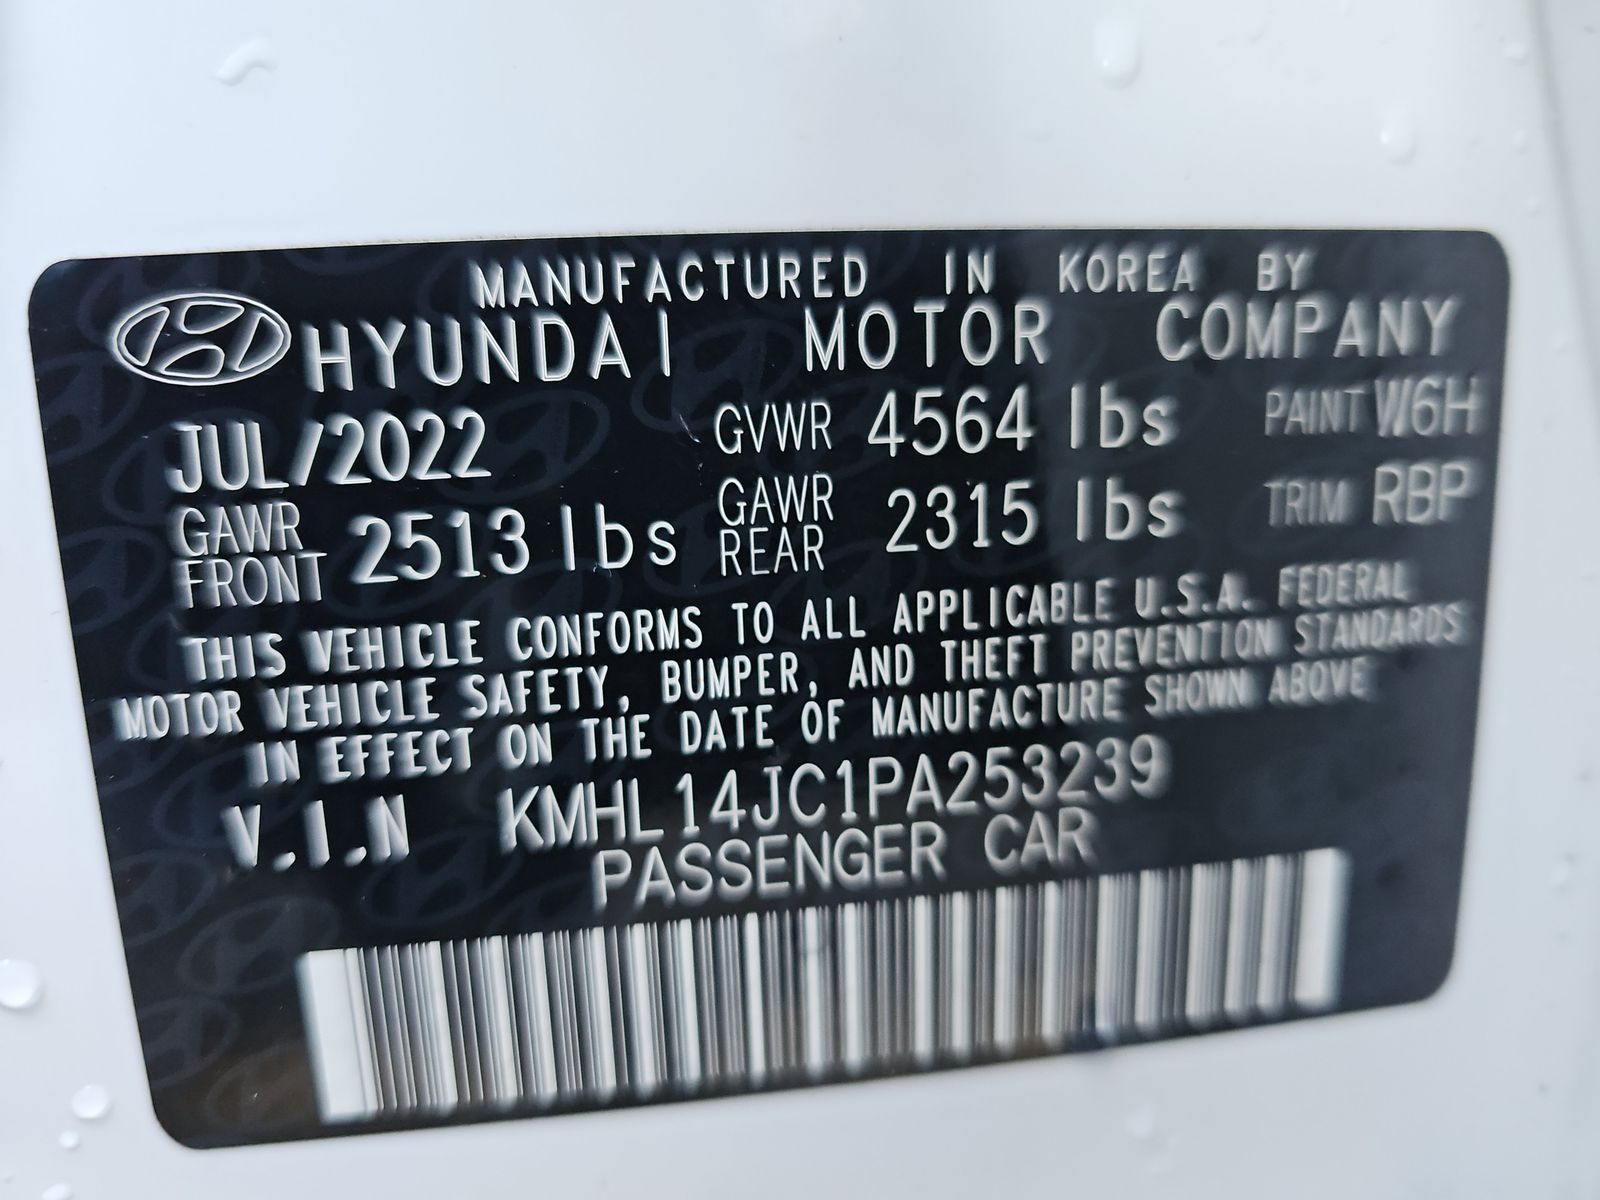 MANUFACTURED IN KOREA BY
HYUNDAI MOTOR COMPANY
JUL/2022 GVWR 4564 lbs PAINT W6H
GAWR FRONT 2513 lbs GAWR REAR 2315 lbs TRIM RBP
THIS VEHICLE CONFORMS TO ALL APPLICABLE U.S.A. FEDERAL
MOTOR VEHICLE SAFETY, BUMPER, AND THEFT PREVENTION STANDARDS
IN EFFECT ON THE DATE OF MANUFACTURE SHOWN ABOVE
V.I.N KMHL14JC1PA253239
PASSENGER CAR